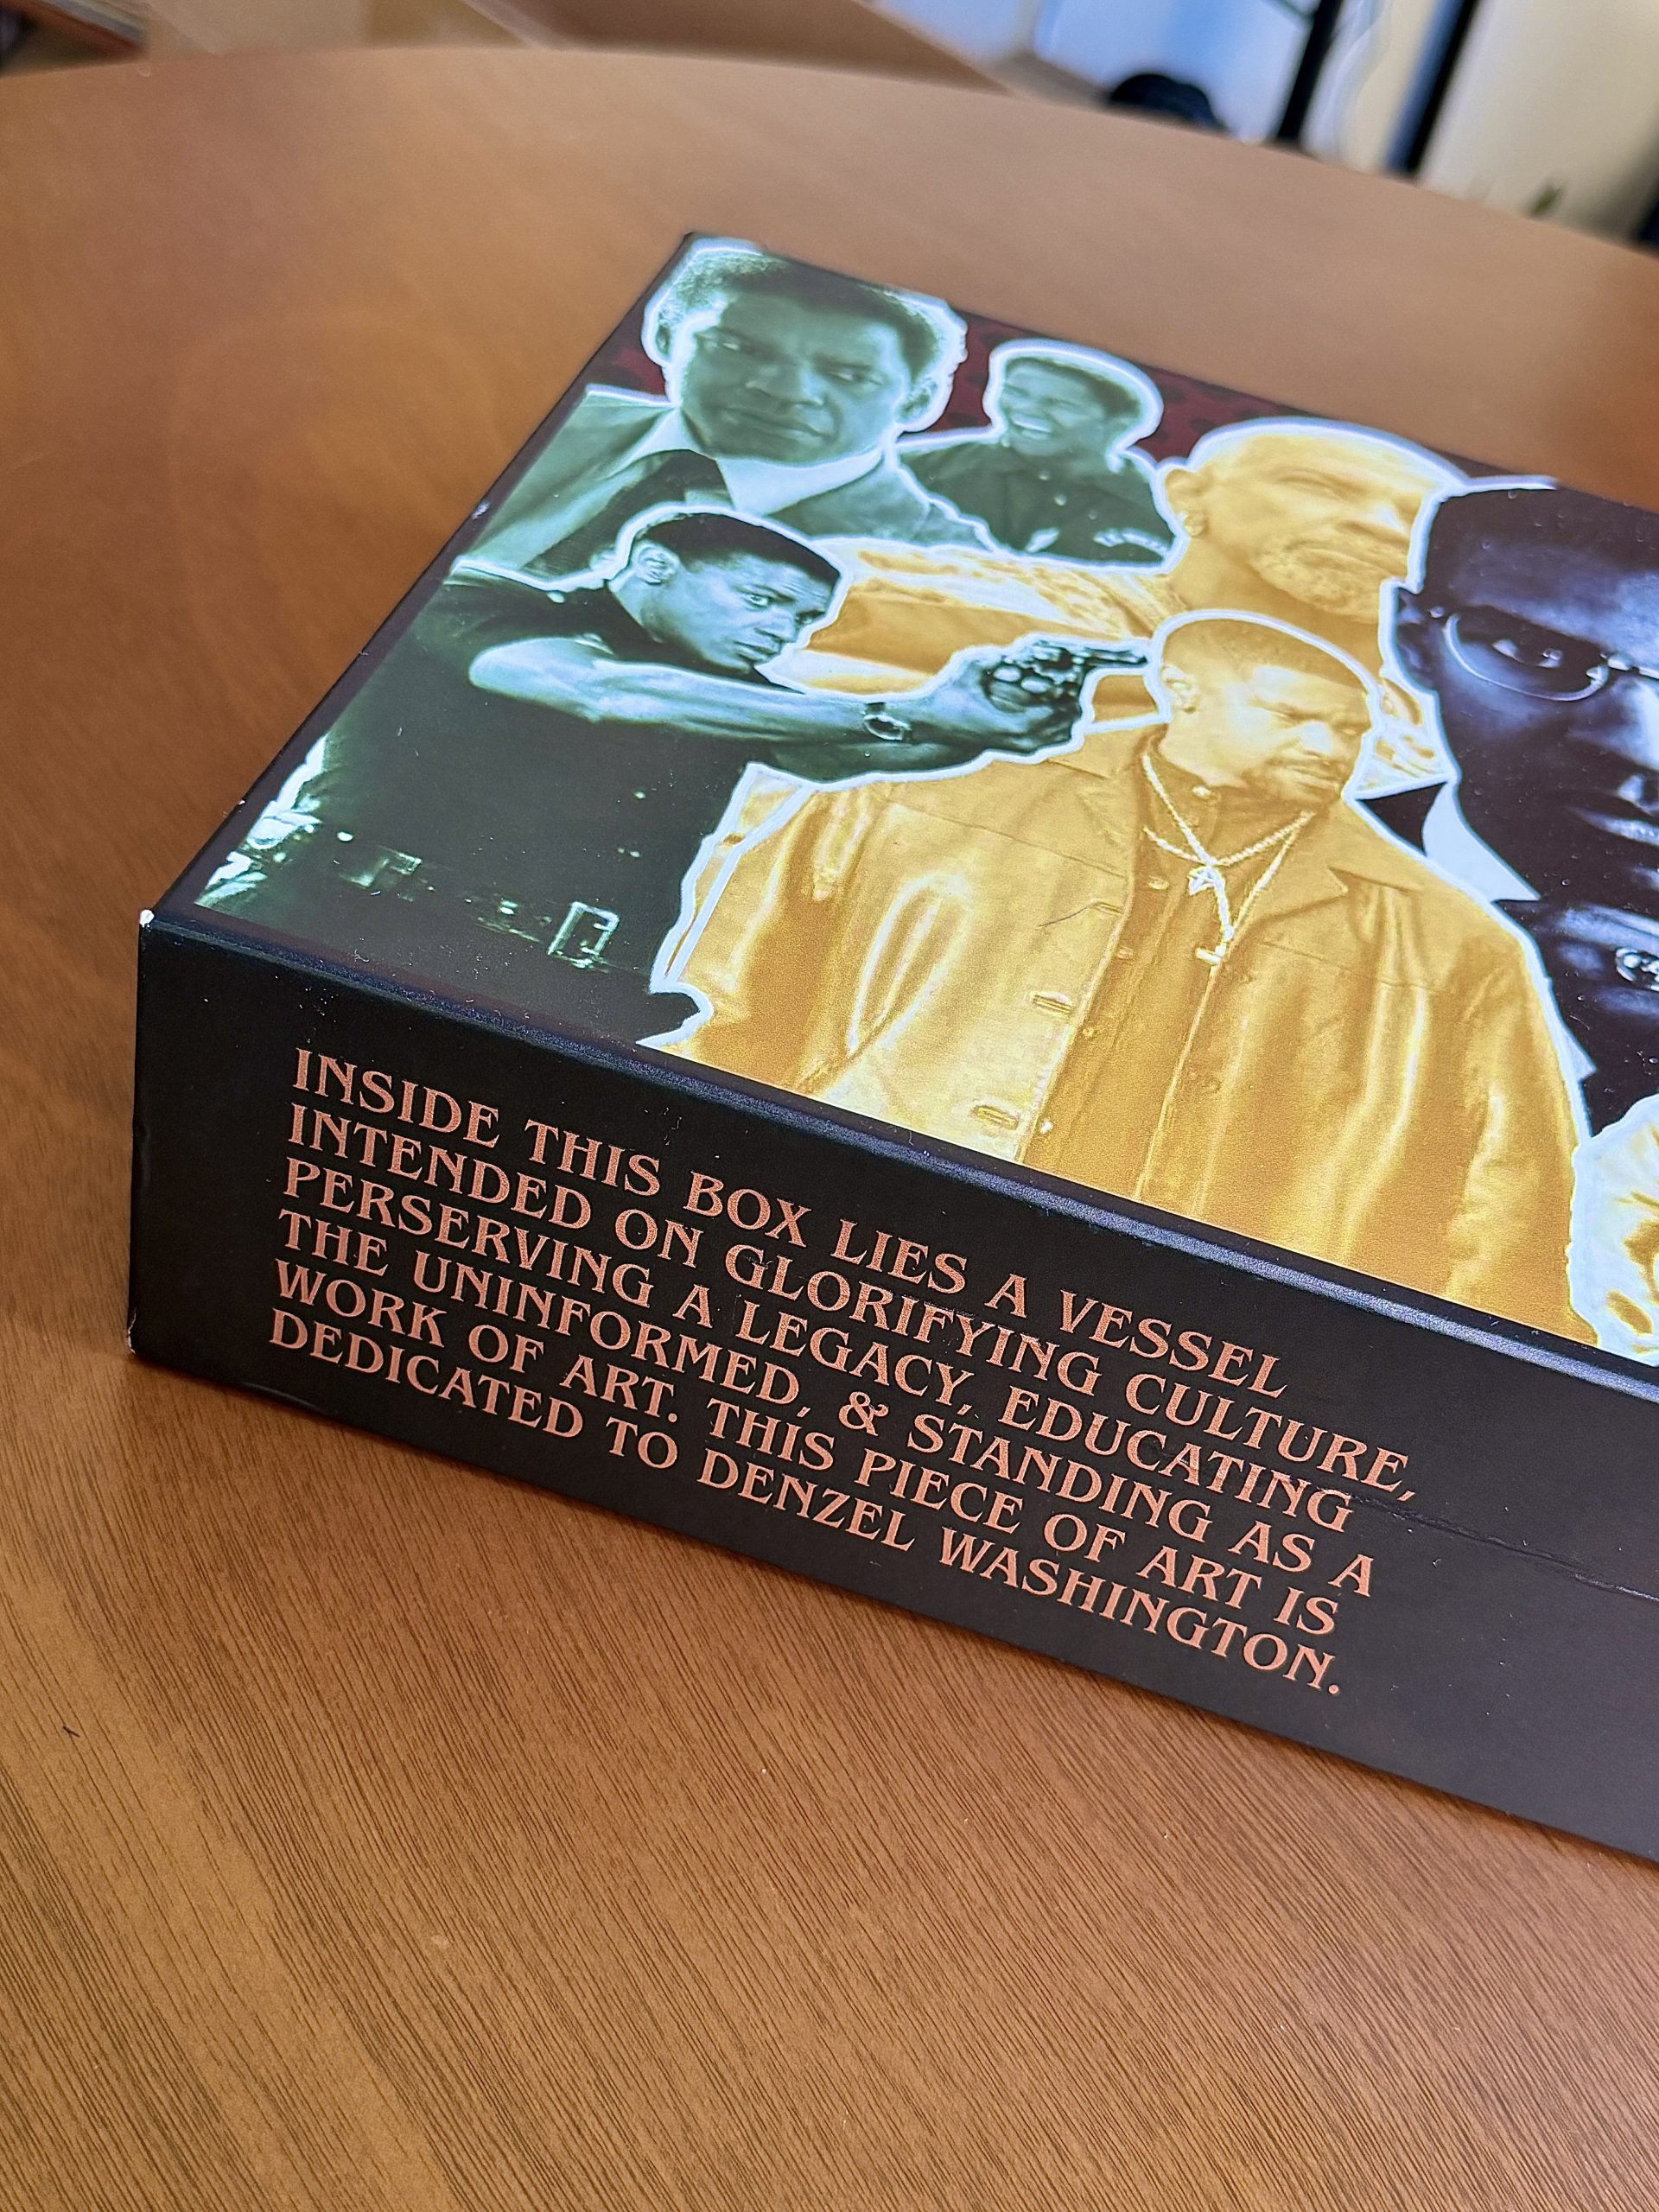 INSIDE THIS BOX LIES A VESSEL
INTENDED ON GLORIFYING CULTURE,
PERSERVING A LEGACY, EDUCATING
THE UNINFORMED, & STANDING AS A
WORK OF ART. THIS PIECE OF ART IS
DEDICATED TO DENZEL WASHINGTON.